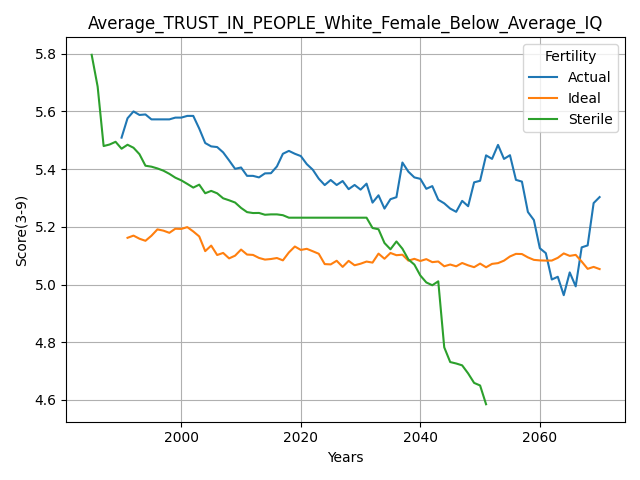 Average_TRUST_IN_PEOPLE_White_Female_Below_Average_IQ
Fertility
Actual
Ideal
Sterile
Score(3-9)
5.8
5.6
5.4
5.2
5.0
4.8
4.6
2000
2020
2040
2060
Years